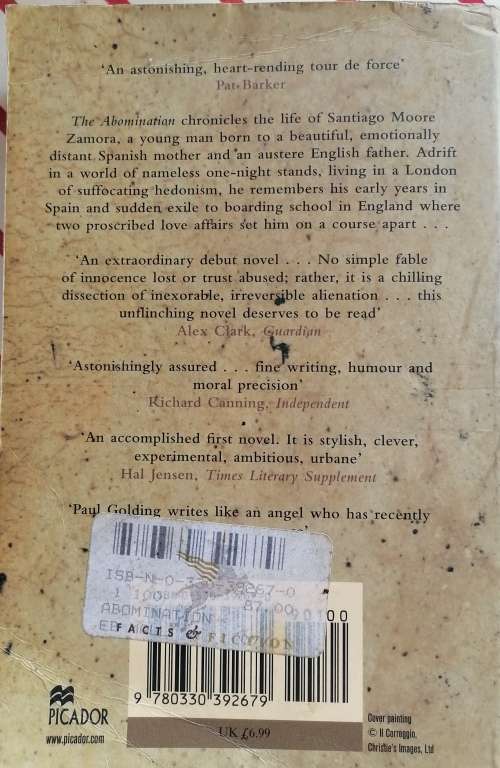 ‘An astonishing, heart-rending tour de force’
Pat Barker
The Abomination chronicles the life of Santiago Moore
Zamora, a young man born to a beautiful, emotionally
distant Spanish mother and an austere English father. Adrift
in a world of nameless one-night stands, living in a London
of suffocating hedonism, he remembers his early years in
Spain and sudden exile to boarding school in England where
two proscribed love affairs set him on a course apart . . .
‘An extraordinary debut novel . . . No simple fable
of innocence lost or trust abused; rather, it is a chilling
dissection of inexorable, irreversible alienation . . . this
unflinching novel deserves to be read’
Alex Clark, Guardian
‘Astonishingly assured . . . fine writing, humour and
moral precision’
Richard Canning, Independent
‘An accomplished first novel. It is stylish, clever,
experimental, ambitious, urbane’
Hal Jensen, Times Literary Supplement
‘Paul Golding writes like an angel who has recently
ABOMINATION
87.00
FACTS & FICTION
9 780330 392679
UK £6.99
PICADOR
www.picador.com
Cover painting
© Il Correggio,
Christie's Images, Ltd